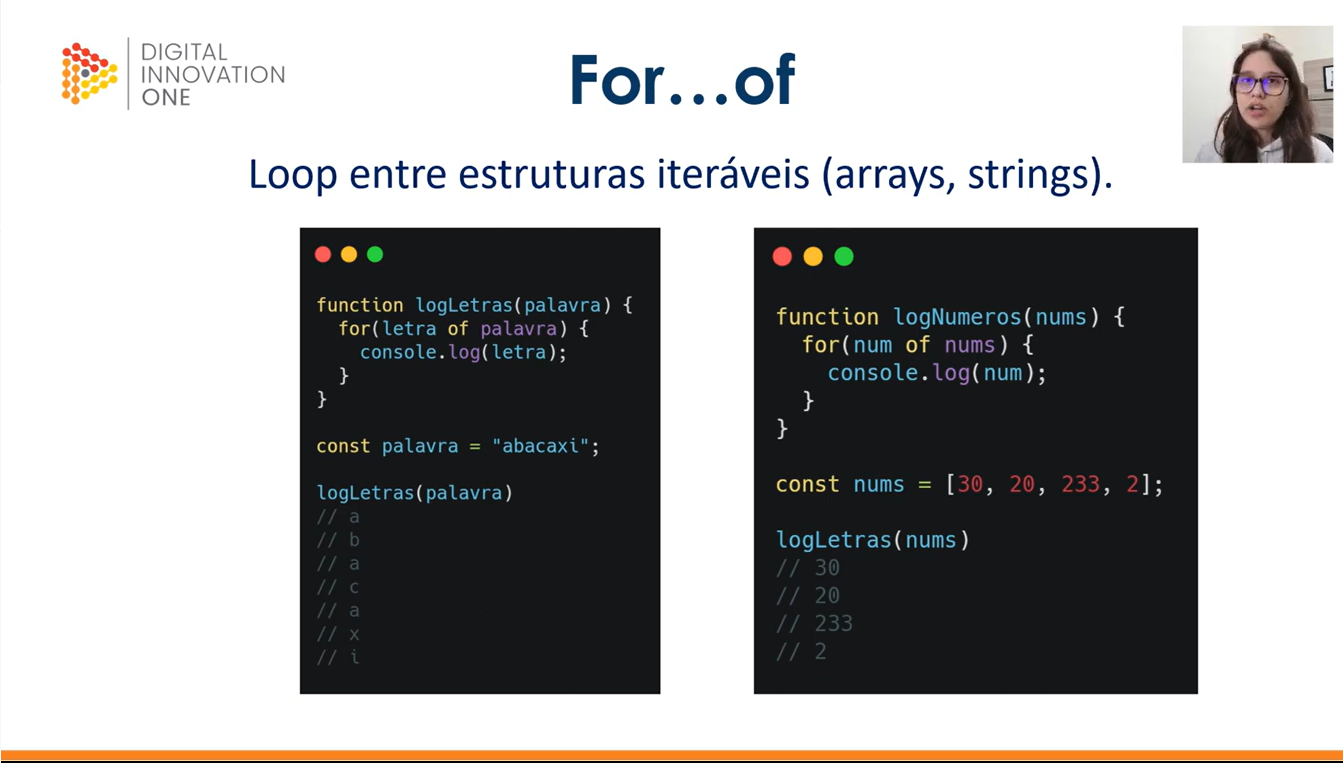 DIGITAL
INNOVATION
ONE
For...of
Loop entre estruturas iteráveis (arrays, strings).
function logLetras(palavra) {
  for(letra of palavra) {
    console.log(letra);
  }
}
const palavra = "abacaxi";
logLetras(palavra)
// a
// b
// a
// c
// a
// x
// i
function logNumeros(nums) {
  for(num of nums) {
    console.log(num);
  }
}
const nums = [30, 20, 233, 2];
logLetras(nums)
// 30
// 20
// 233
// 2